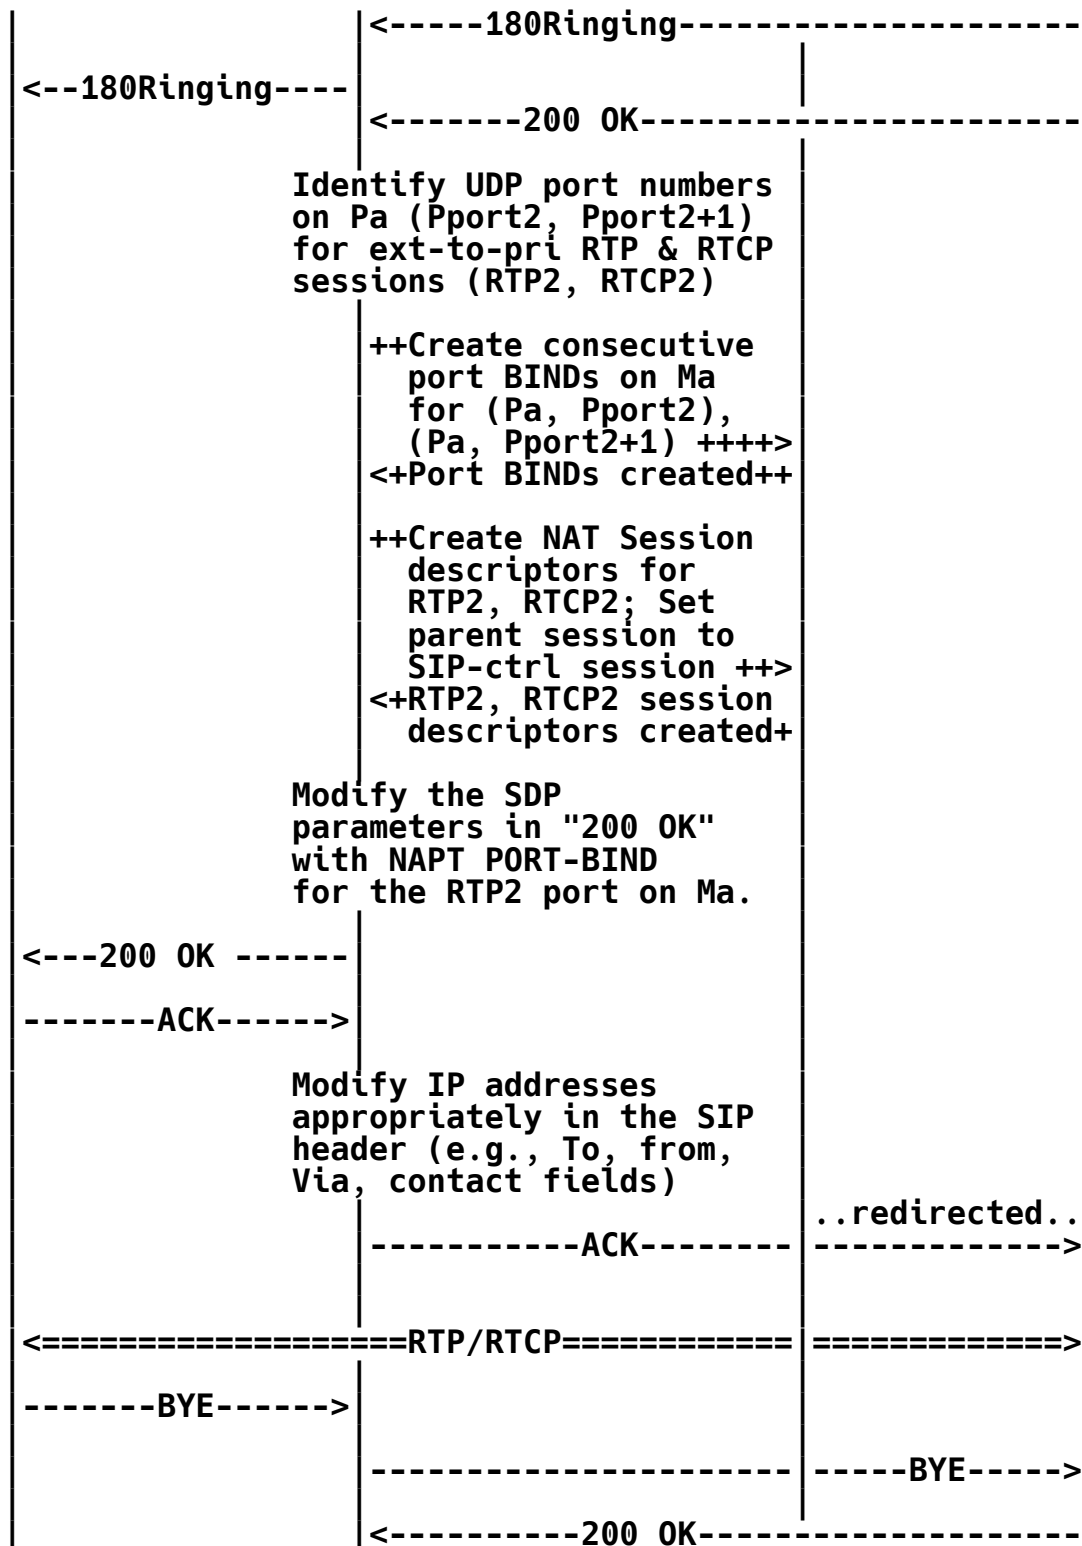 |                 |<-----180Ringing---------------------
|<--180Ringing----|
|                 |<-------200 OK-----------------------
Identify UDP port numbers
on Pa (Pport2, Pport2+1)
for ext-to-pri RTP & RTCP
sessions (RTP2, RTCP2)
++Create consecutive
port BINDs on Ma
for (Pa, Pport2),
(Pa, Pport2+1) ++++>
<+Port BINDs created++
++Create NAT Session
descriptors for
RTP2, RTCP2; Set
parent session to
SIP-ctrl session ++>
<+RTP2, RTCP2 session
descriptors created+
Modify the SDP
parameters in "200 OK"
with NAPT PORT-BIND
for the RTP2 port on Ma.
|<---200 OK ------|
|-------ACK------>|
Modify IP addresses
appropriately in the SIP
header (e.g., To, from,
Via, contact fields)
|..redirected..
|-----------ACK--------|------------->
|<===================RTP/RTCP============|=============>
|-------BYE------>|
|----------------------|-----BYE----->
|<----------200 OK--------------------